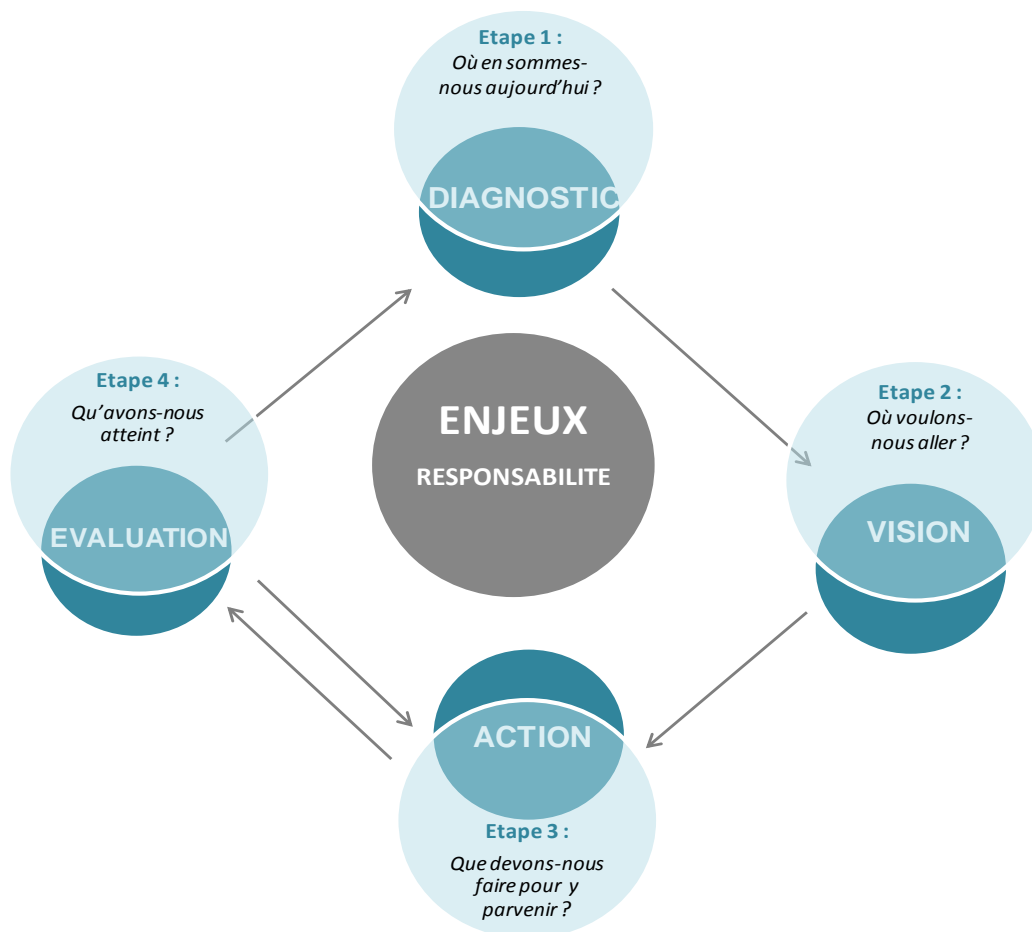 Etape 1 :
Où en sommes-
nous aujourd’hui ?
DIAGNOSTIC
ENJEUX
RESPONSABILITE
Etape 2 :
Où voulons-
nous aller ?
VISION
Etape 4 :
Qu’avons-nous
atteint ?
EVALUATION
ACTION
Etape 3 :
Que devons-nous
faire pour y
parvenir ?